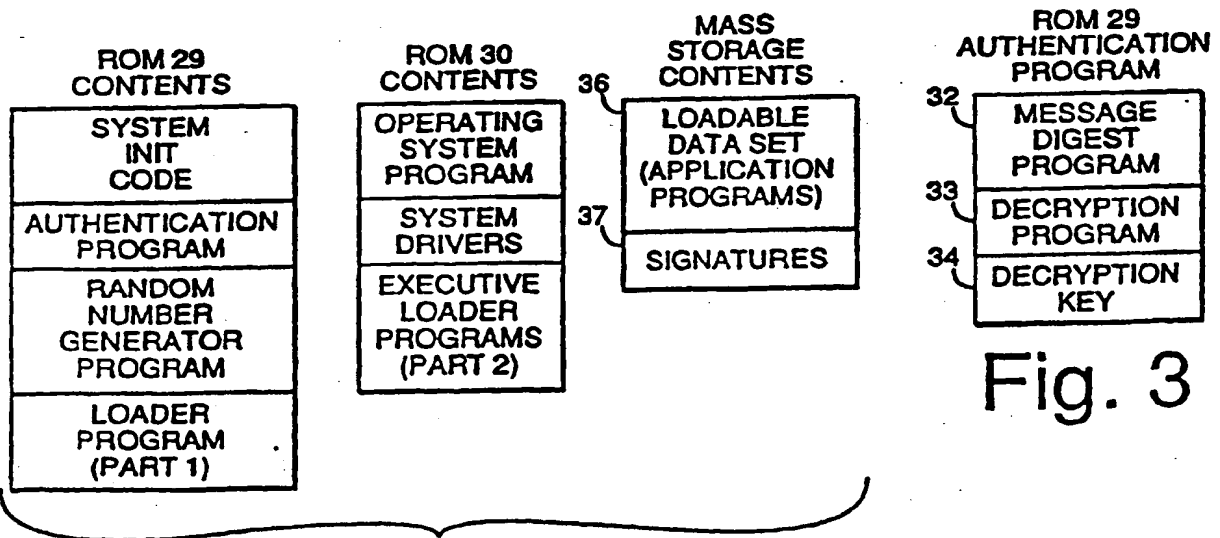 ROM 29
CONTENTS
SYSTEM
INIT
CODE
AUTHENTICATION
PROGRAM
RANDOM
NUMBER
GENERATOR
PROGRAM
LOADER
PROGRAM
(PART 1)
ROM 30
CONTENTS
OPERATING
SYSTEM
PROGRAM
SYSTEM
DRIVERS
EXECUTIVE
LOADER
PROGRAMS
(PART 2)
MASS
STORAGE
CONTENTS
36
LOADABLE
DATA SET
(APPLICATION
PROGRAMS)
37
SIGNATURES
ROM 29
AUTHENTICATION
PROGRAM
32
MESSAGE
DIGEST
PROGRAM
33
DECRYPTION
PROGRAM
34
DECRYPTION
KEY
Fig. 3